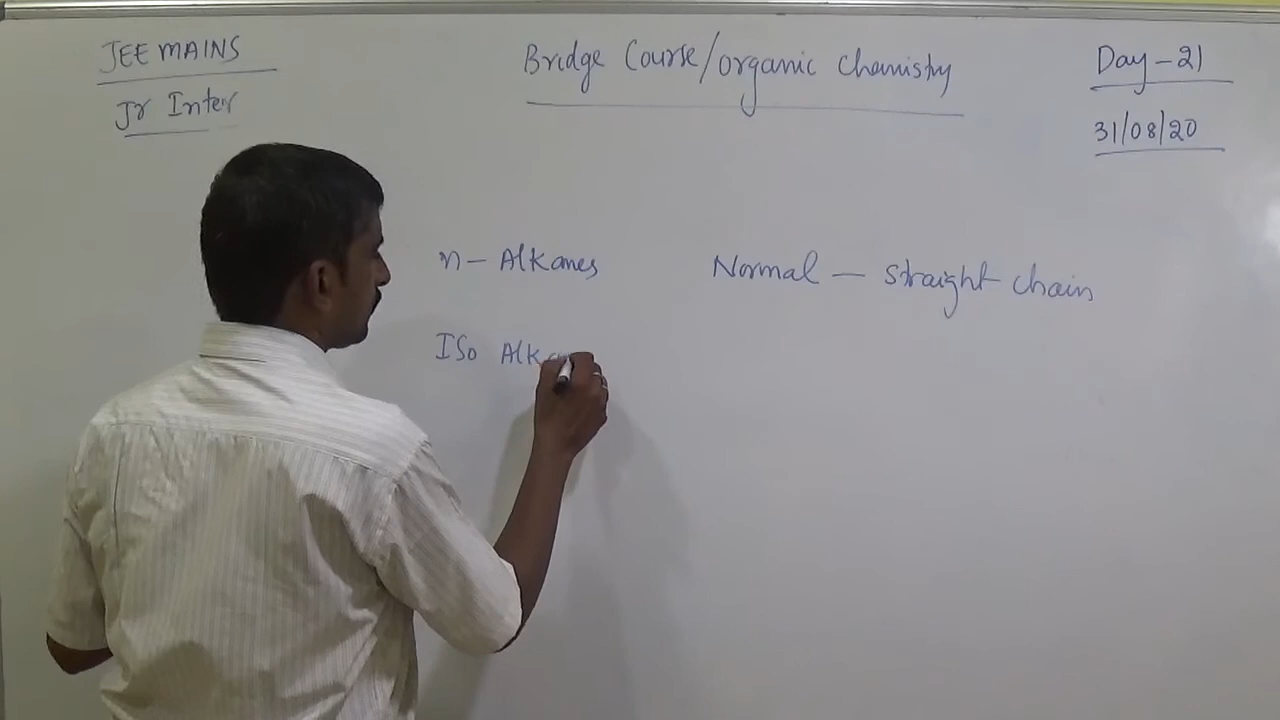 JEE MAINS
Jr Inter
Bridge Course/organic chemistry
Day-21
31/08/20
n- Alkanes Normal — straight chain
ISo